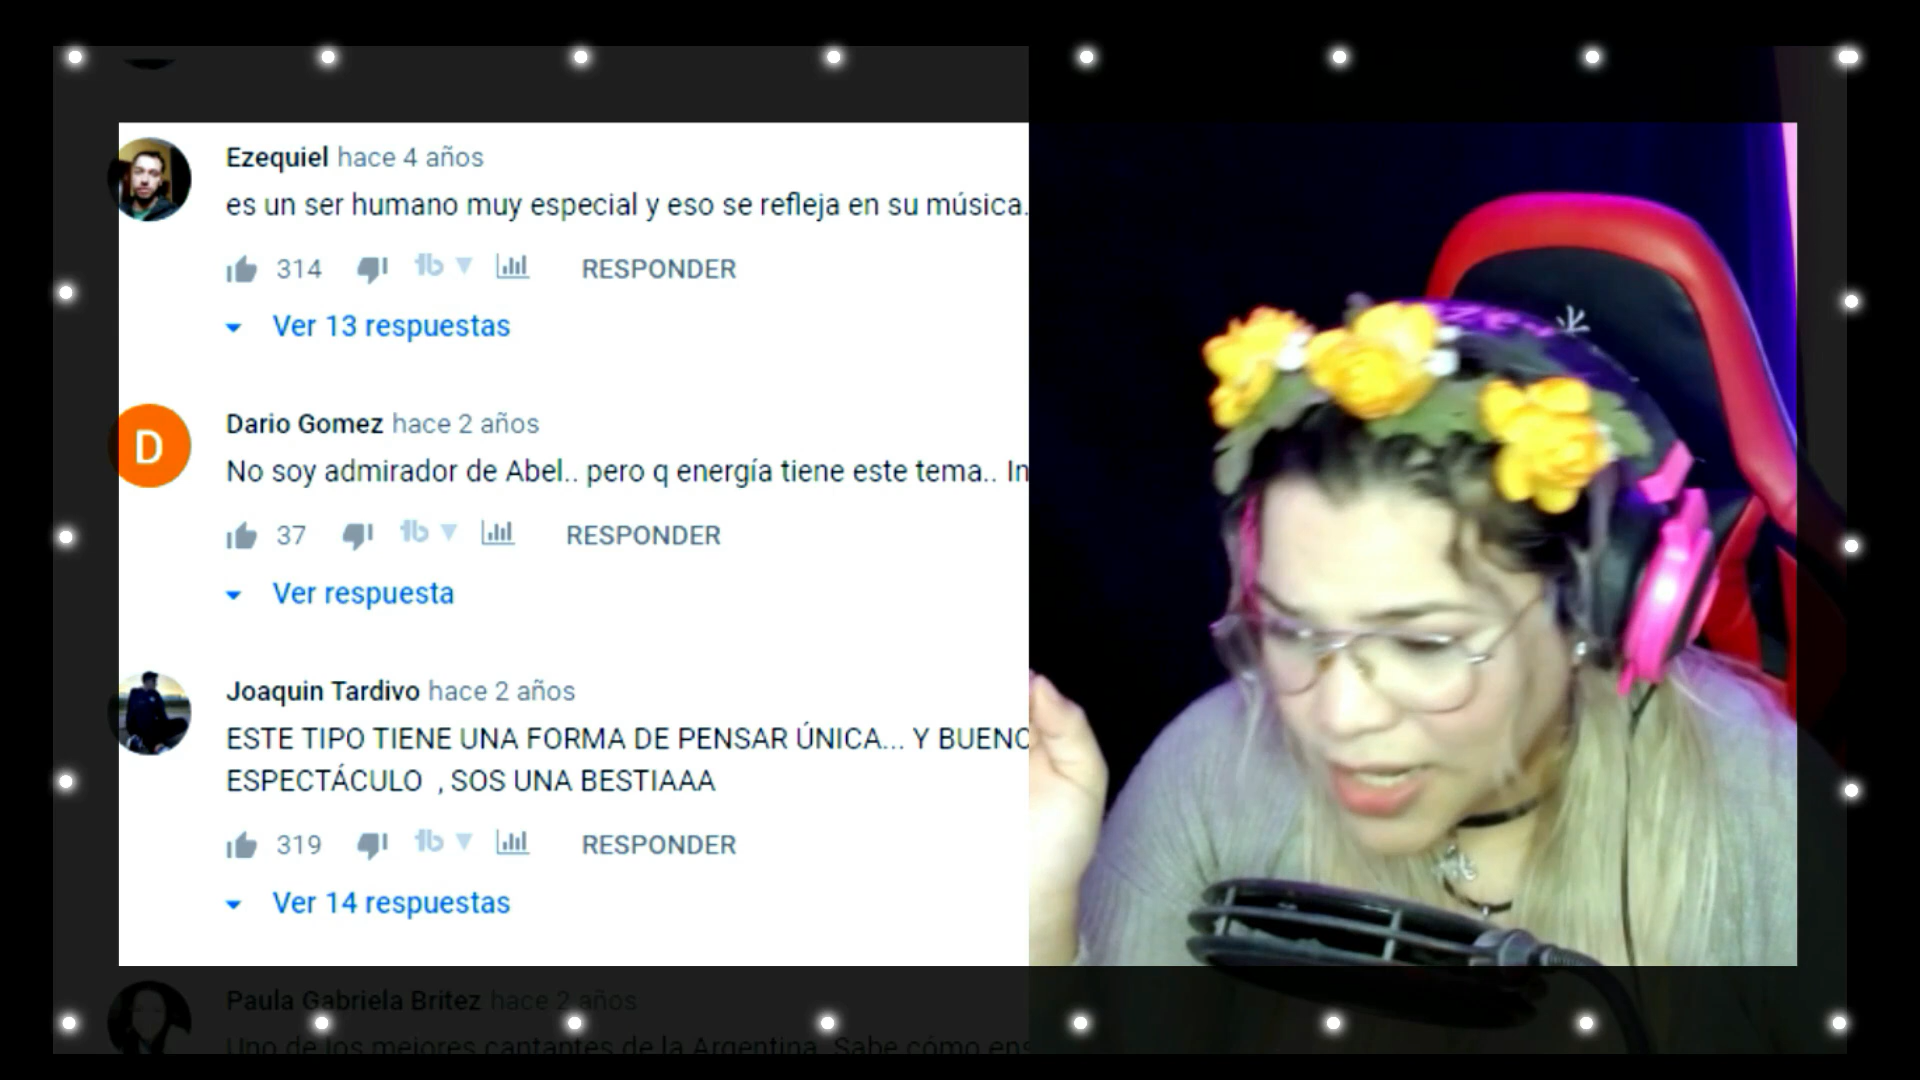 Ezequiel hace 4 años
es un ser humano muy especial y eso se refleja en su música.
314 RESPONDER
Ver 13 respuestas
D
Dario Gomez hace 2 años
No soy admirador de Abel.. pero q energía tiene este tema.. In
37 RESPONDER
Ver respuesta
Joaquin Tardivo hace 2 años
ESTE TIPO TIENE UNA FORMA DE PENSAR ÚNICA... Y BUENO
ESPECTÁCULO , SOS UNA BESTIAAA
319 RESPONDER
Ver 14 respuestas
Paula Gabriela Britez hace 2 años
Uno de los mejores cantantes de la Argentina. Sabe cómo